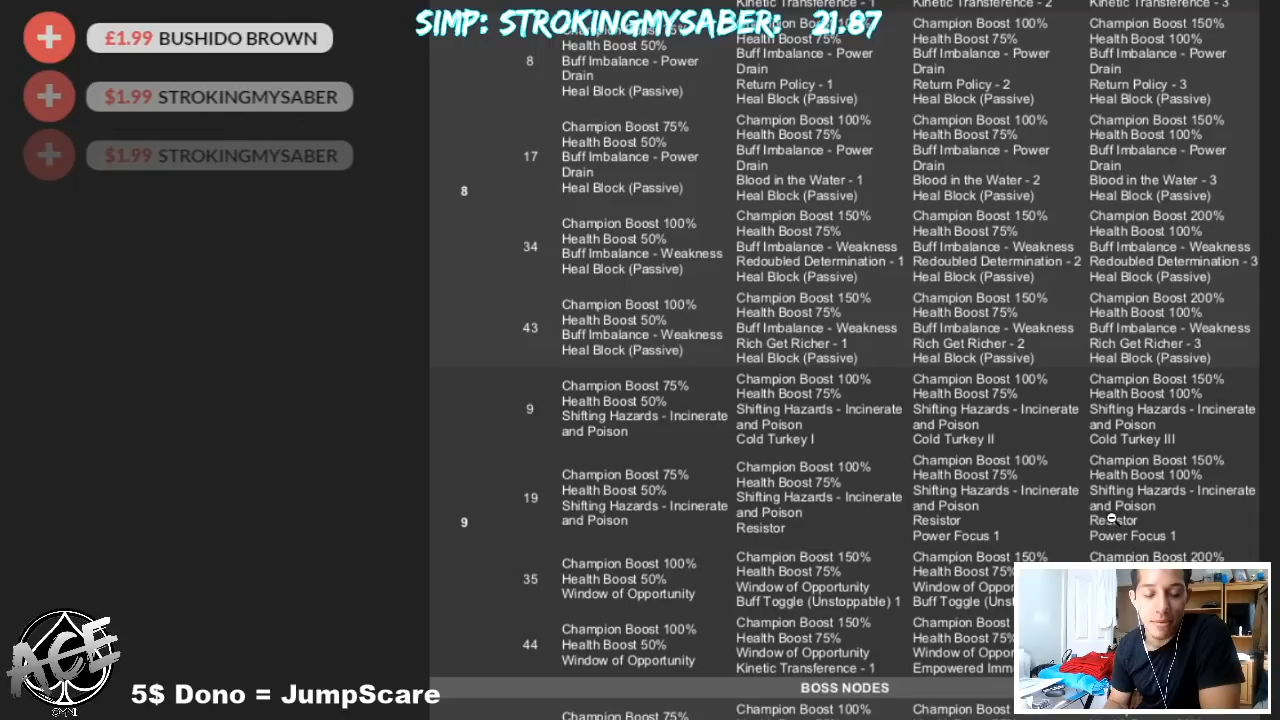 SIMP: STROKINGMYSABER: 21.87
£1.99 BUSHIDO BROWN
$1.99 STROKINGMYSABER
$1.99 STROKINGMYSABER
Kinetic Transference - 1
Kinetic Transference - 2
Kinetic Transference - 3
8
8
Health Boost 50%
Buff Imbalance - Power
Drain
Heal Block (Passive)
Champion Boost 100%
Health Boost 75%
Buff Imbalance - Power
Drain
Return Policy - 1
Heal Block (Passive)
Champion Boost 100%
Health Boost 75%
Buff Imbalance - Power
Drain
Return Policy - 2
Heal Block (Passive)
Champion Boost 150%
Health Boost 100%
Buff Imbalance - Power
Drain
Return Policy - 3
Heal Block (Passive)
17
Champion Boost 75%
Health Boost 50%
Buff Imbalance - Power
Drain
Heal Block (Passive)
Champion Boost 100%
Health Boost 75%
Buff Imbalance - Power
Drain
Blood in the Water - 1
Heal Block (Passive)
Champion Boost 100%
Health Boost 75%
Buff Imbalance - Power
Drain
Blood in the Water - 2
Heal Block (Passive)
Champion Boost 150%
Health Boost 100%
Buff Imbalance - Power
Drain
Blood in the Water - 3
Heal Block (Passive)
34
Champion Boost 100%
Health Boost 50%
Buff Imbalance - Weakness
Heal Block (Passive)
Champion Boost 150%
Health Boost 75%
Buff Imbalance - Weakness
Redoubled Determination - 1
Heal Block (Passive)
Champion Boost 150%
Health Boost 75%
Buff Imbalance - Weakness
Redoubled Determination - 2
Heal Block (Passive)
Champion Boost 200%
Health Boost 100%
Buff Imbalance - Weakness
Redoubled Determination - 3
Heal Block (Passive)
43
Champion Boost 100%
Health Boost 50%
Buff Imbalance - Weakness
Heal Block (Passive)
Champion Boost 150%
Health Boost 75%
Buff Imbalance - Weakness
Rich Get Richer - 1
Heal Block (Passive)
Champion Boost 150%
Health Boost 75%
Buff Imbalance - Weakness
Rich Get Richer - 2
Heal Block (Passive)
Champion Boost 200%
Health Boost 100%
Buff Imbalance - Weakness
Rich Get Richer - 3
Heal Block (Passive)
9
9
Champion Boost 75%
Health Boost 50%
Shifting Hazards - Incinerate
and Poison
Champion Boost 100%
Health Boost 75%
Shifting Hazards - Incinerate
and Poison
Cold Turkey I
Champion Boost 100%
Health Boost 75%
Shifting Hazards - Incinerate
and Poison
Cold Turkey II
Champion Boost 150%
Health Boost 100%
Shifting Hazards - Incinerate
and Poison
Cold Turkey III
19
Champion Boost 75%
Health Boost 50%
Shifting Hazards - Incinerate
and Poison
Champion Boost 100%
Health Boost 75%
Shifting Hazards - Incinerate
and Poison
Resistor
Champion Boost 100%
Health Boost 75%
Shifting Hazards - Incinerate
and Poison
Resistor
Power Focus 1
Champion Boost 150%
Health Boost 100%
Shifting Hazards - Incinerate
and Poison
Resistor
Power Focus 1
35
Champion Boost 100%
Health Boost 50%
Window of Opportunity
Champion Boost 150%
Health Boost 75%
Window of Opportunity
Buff Toggle (Unstoppable) 1
Champion Boost 150%
Health Boost 75%
Window of Oppo
Buff Toggle (Uns
Champion Boost 200%
44
Champion Boost 100%
Health Boost 50%
Window of Opportunity
Champion Boost 150%
Health Boost 75%
Window of Opportunity
Kinetic Transference - 1
Champion Boost
Health Boost 75%
Window of Oppo
Empowered Imm
BOSS NODES
Champion Boost 75%
Champion Boost 100%
Champion Boost
ACE
OMNI
5$ Dono = JumpScare